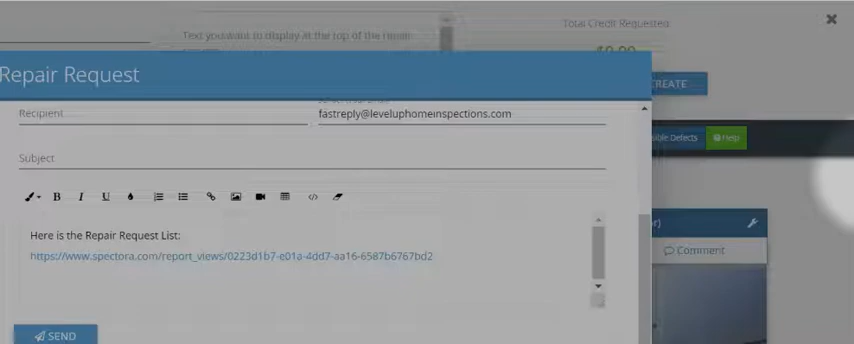 Total Credit Requested
Text you want to display at the top of the
$0.00
Repair Request
CREATE
Recipient
fastreply@leveluphomeinspections.com
Defects
Help
Subject
B I U
Here is the Repair Request List:
https://www.spectora.com/report_views/0223d1b7-e01a-4dd7-aa16-6587b6767bd2
Comment
SEND